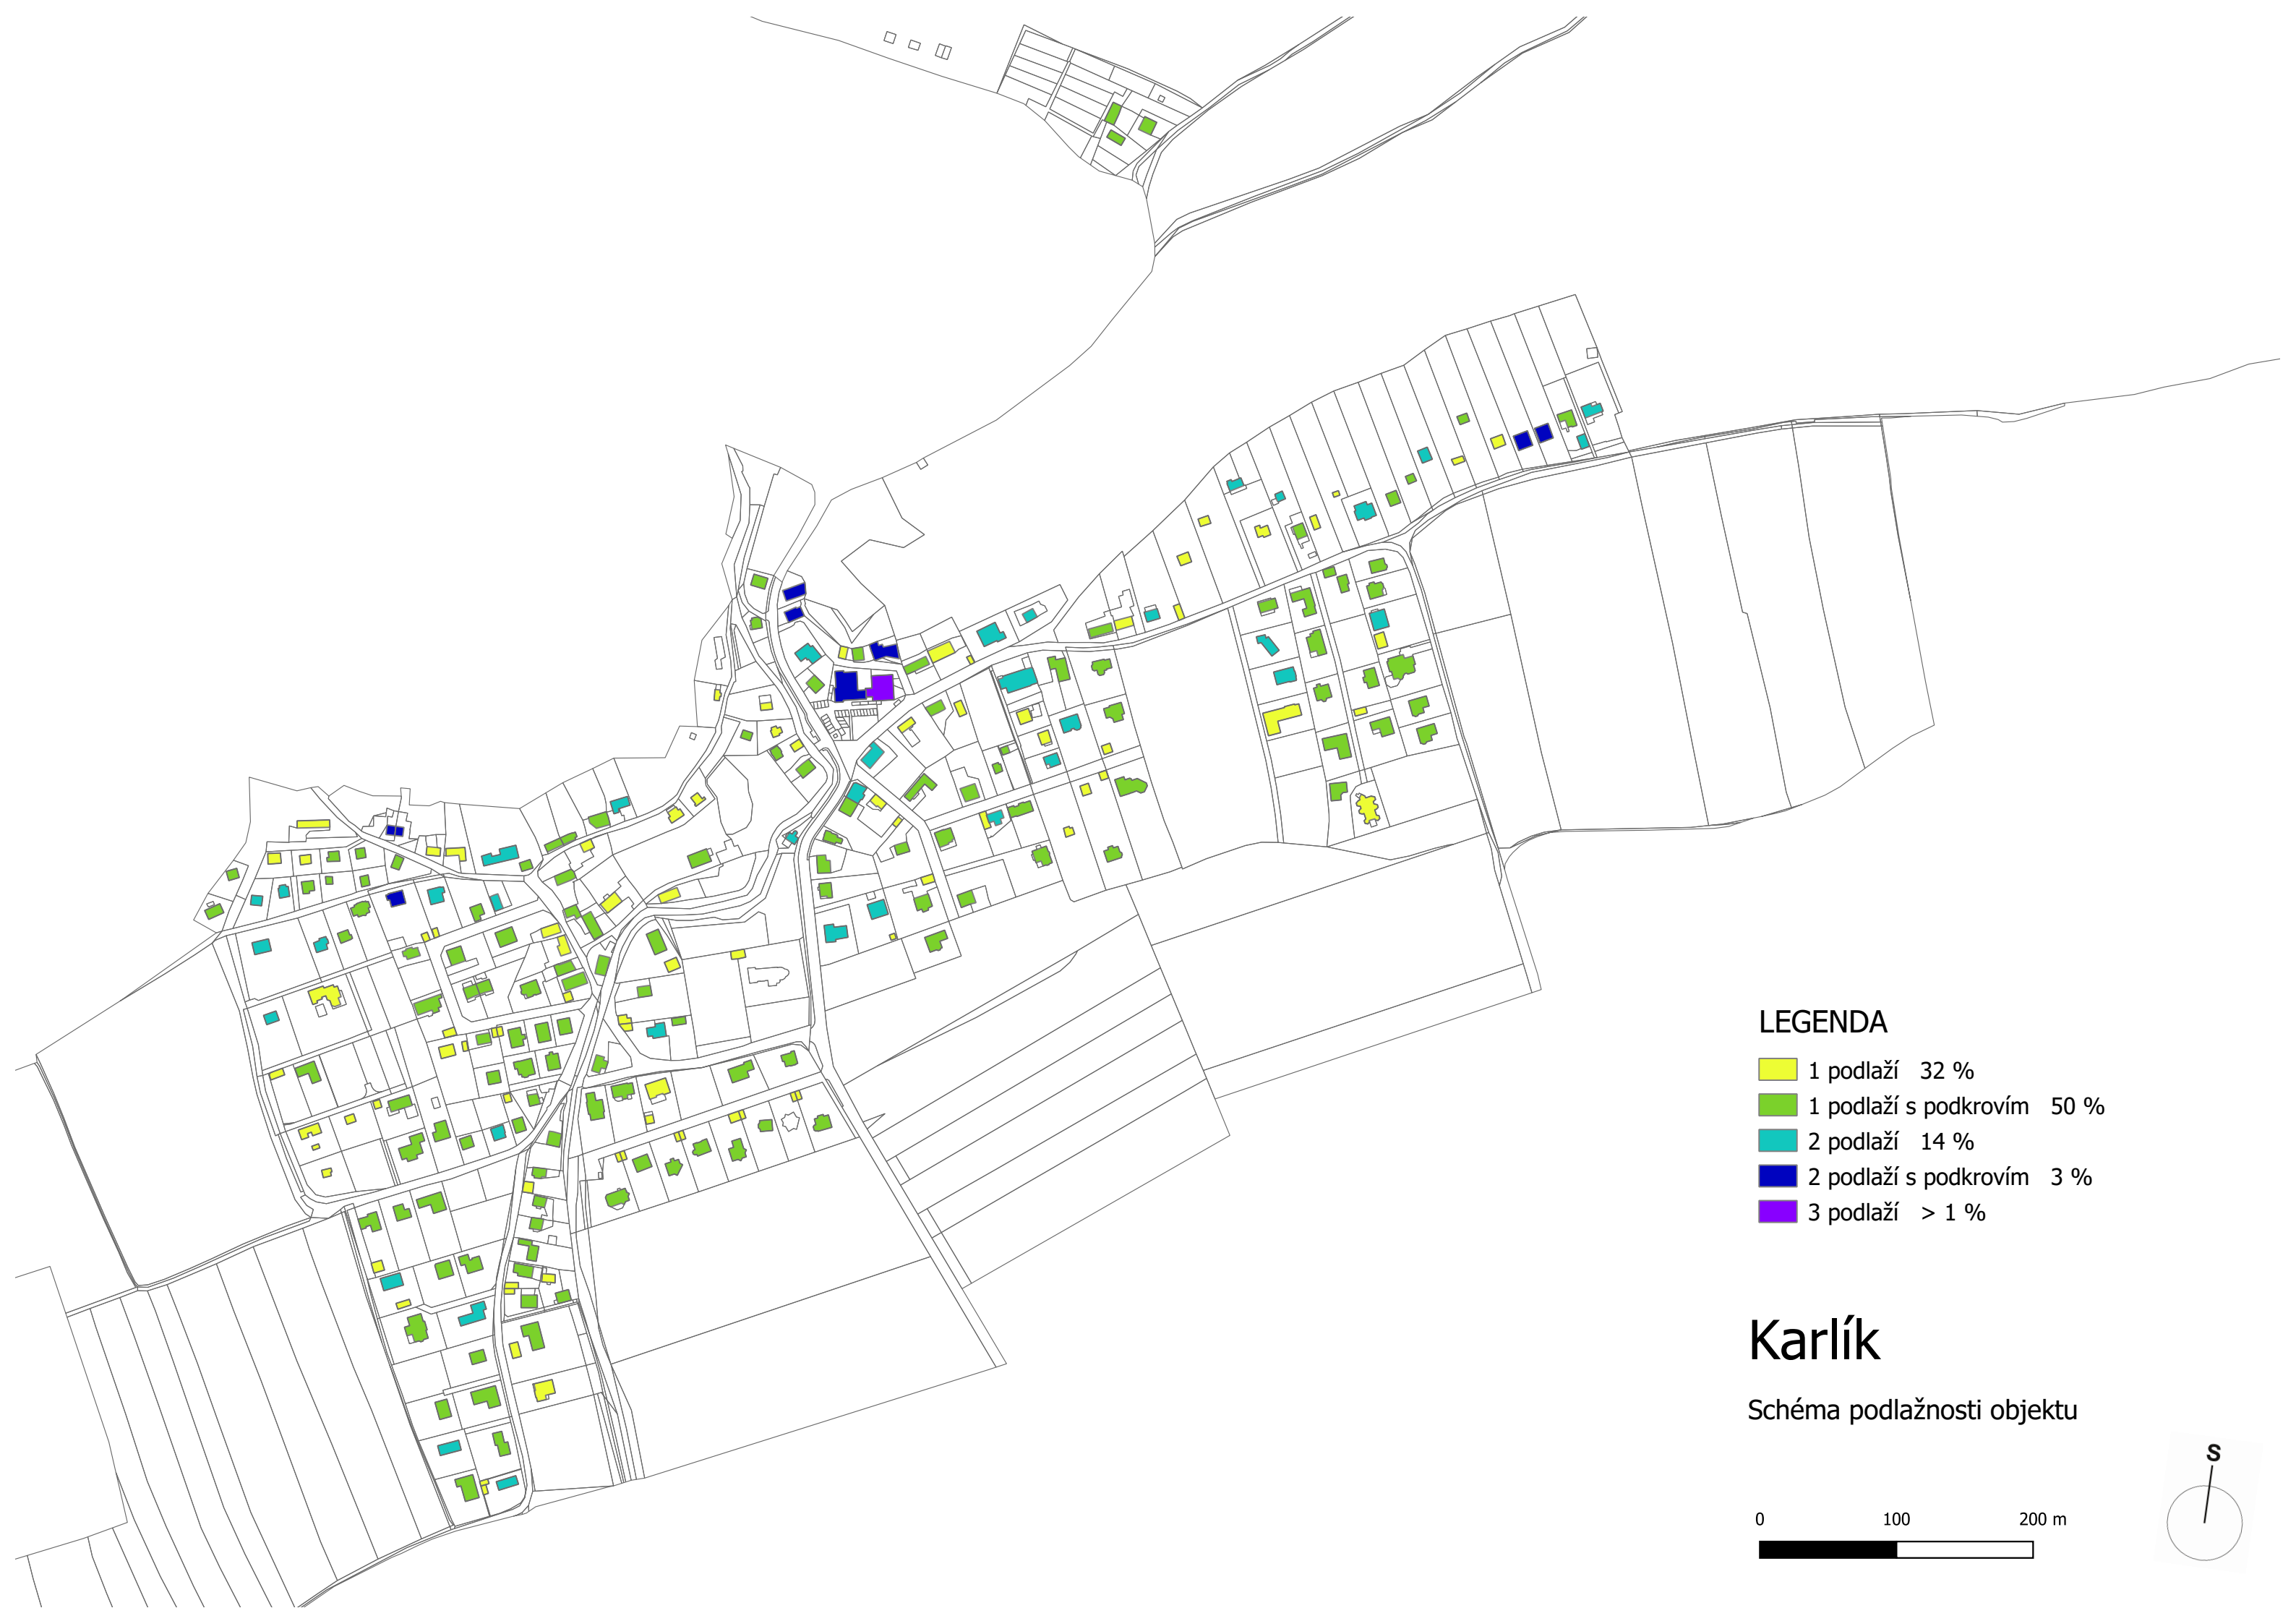 LEGENDA
1 podlaží 32 %
1 podlaží s podkrovím 50 %
2 podlaží 14 %
2 podlaží s podkrovím 3 %
3 podlaží > 1 %
Karlík
Schéma podlažnosti objektu
S
0 100 200 m